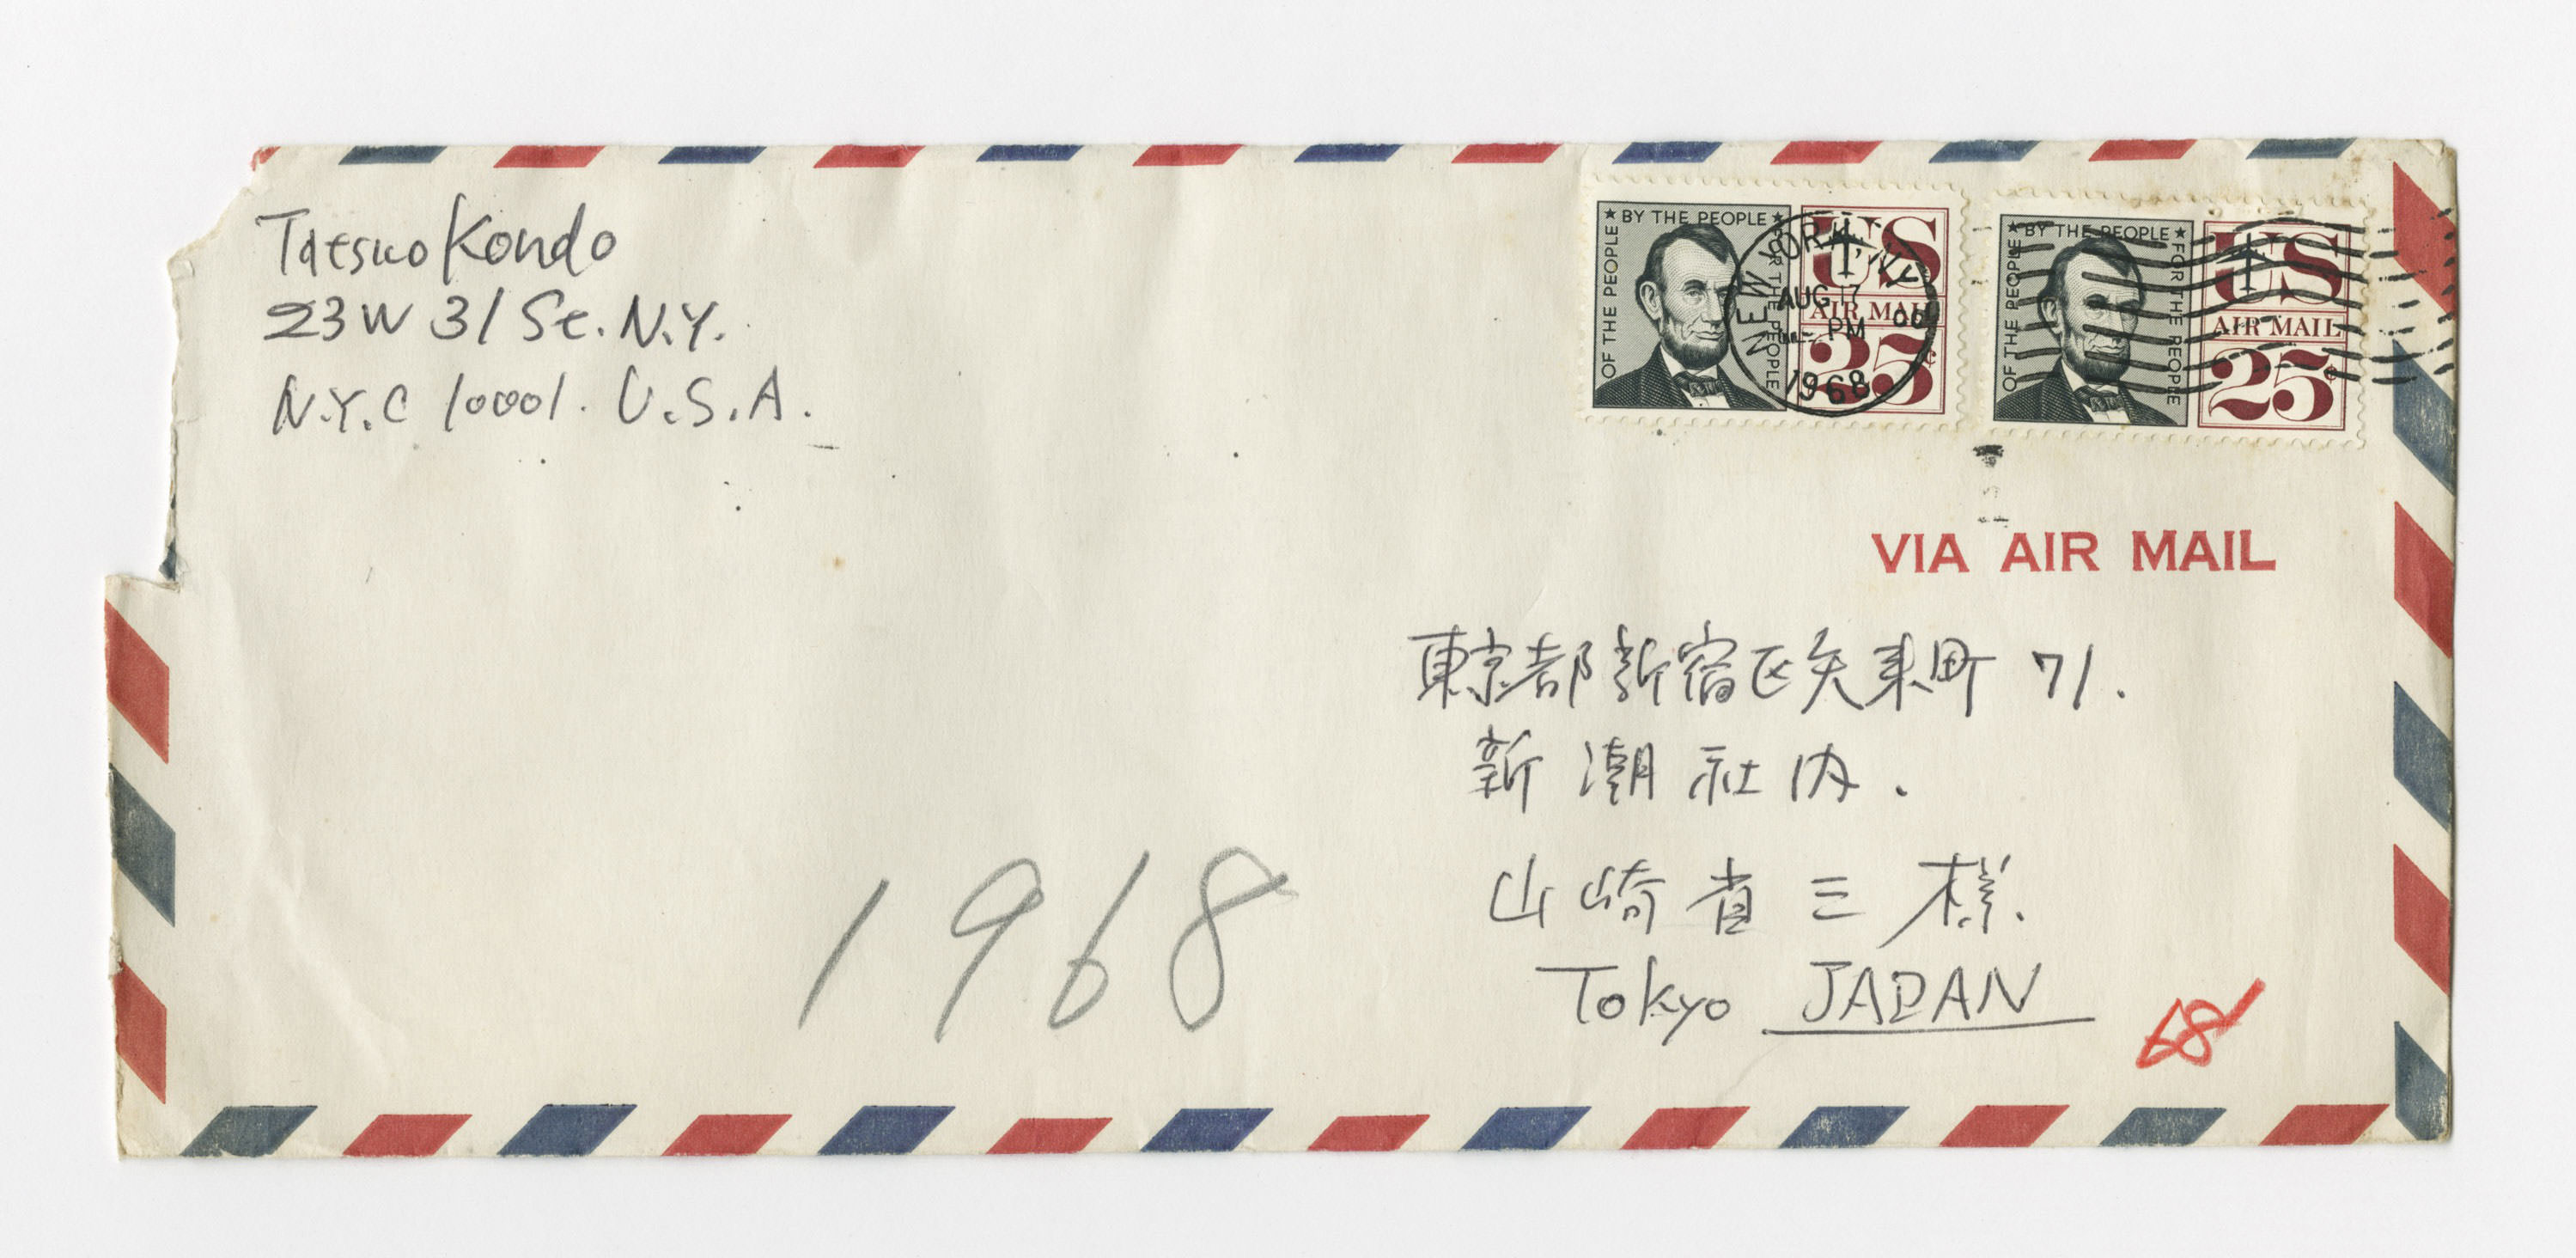 Tatsuo Kondo
23 W 31 St. N.Y.
N.Y.C 10001. U.S.A.
★ BY THE PEOPLE ★
OF THE PEOPLE
FOR THE PEOPLE
US
AIR MAIL
25c
NEW YORK, N.Y.
AUG 17
PM
1968
★ BY THE PEOPLE ★
OF THE PEOPLE
FOR THE PEOPLE
US
AIR MAIL
25c
VIA AIR MAIL
東京都新宿区矢来町 71.
新潮社内.
山崎省三様.
Tokyo JAPAN
1968
68